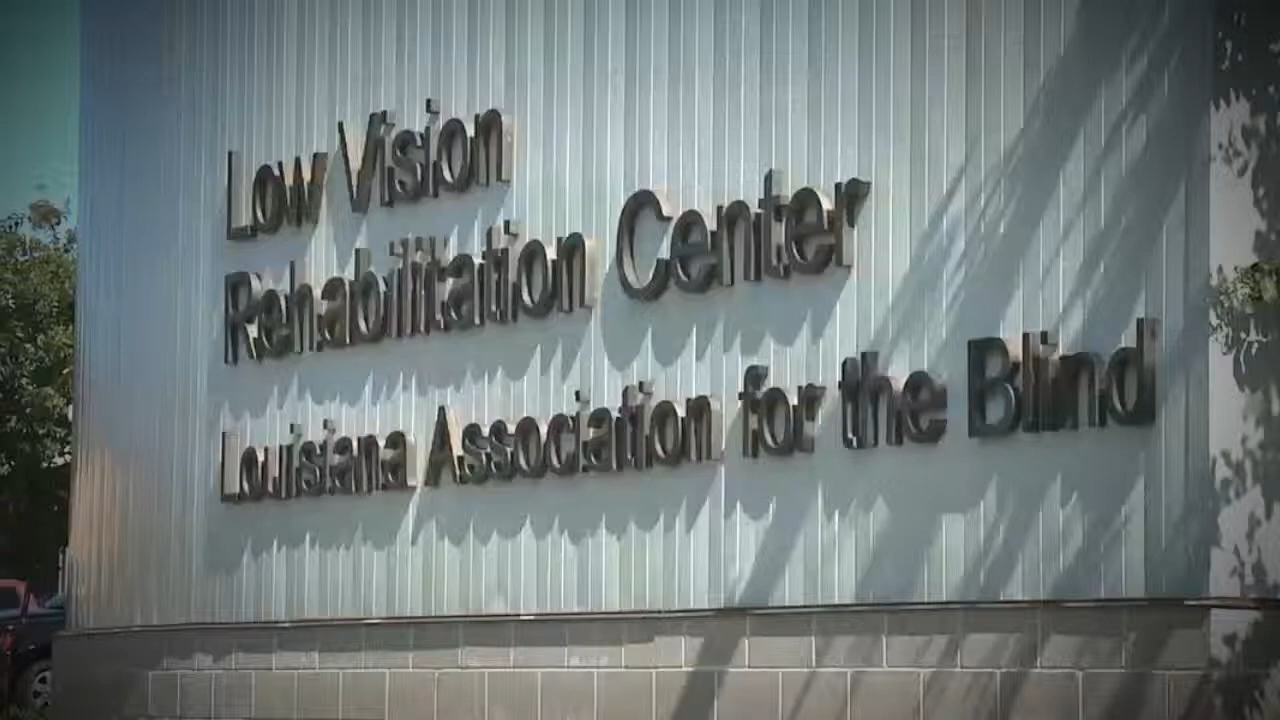 Low Vision
Rehabilitation Center
Louisiana Association for the Blind